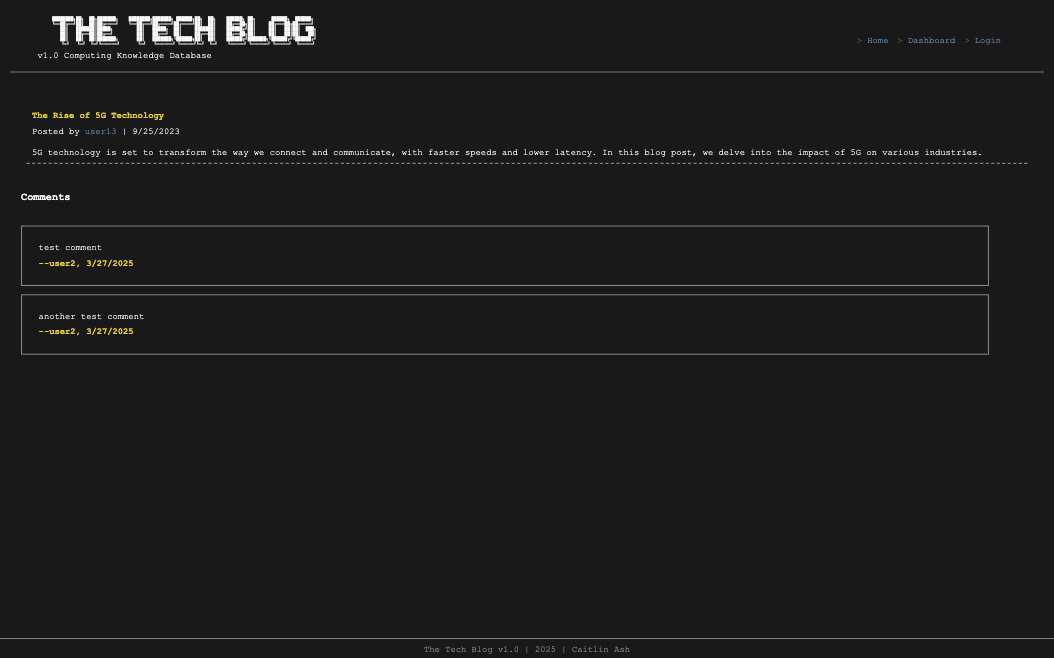 THE TECH BLOG
v1.0 Computing Knowledge Database
> Home > Dashboard > Login
The Rise of 5G Technology
Posted by user13 | 9/25/2023
5G technology is set to transform the way we connect and communicate, with faster speeds and lower latency. In this blog post, we delve into the impact of 5G on various industries.
Comments
test comment
--user2, 3/27/2025
another test comment
--user2, 3/27/2025
The Tech Blog v1.0 | 2025 | Caitlin Ash